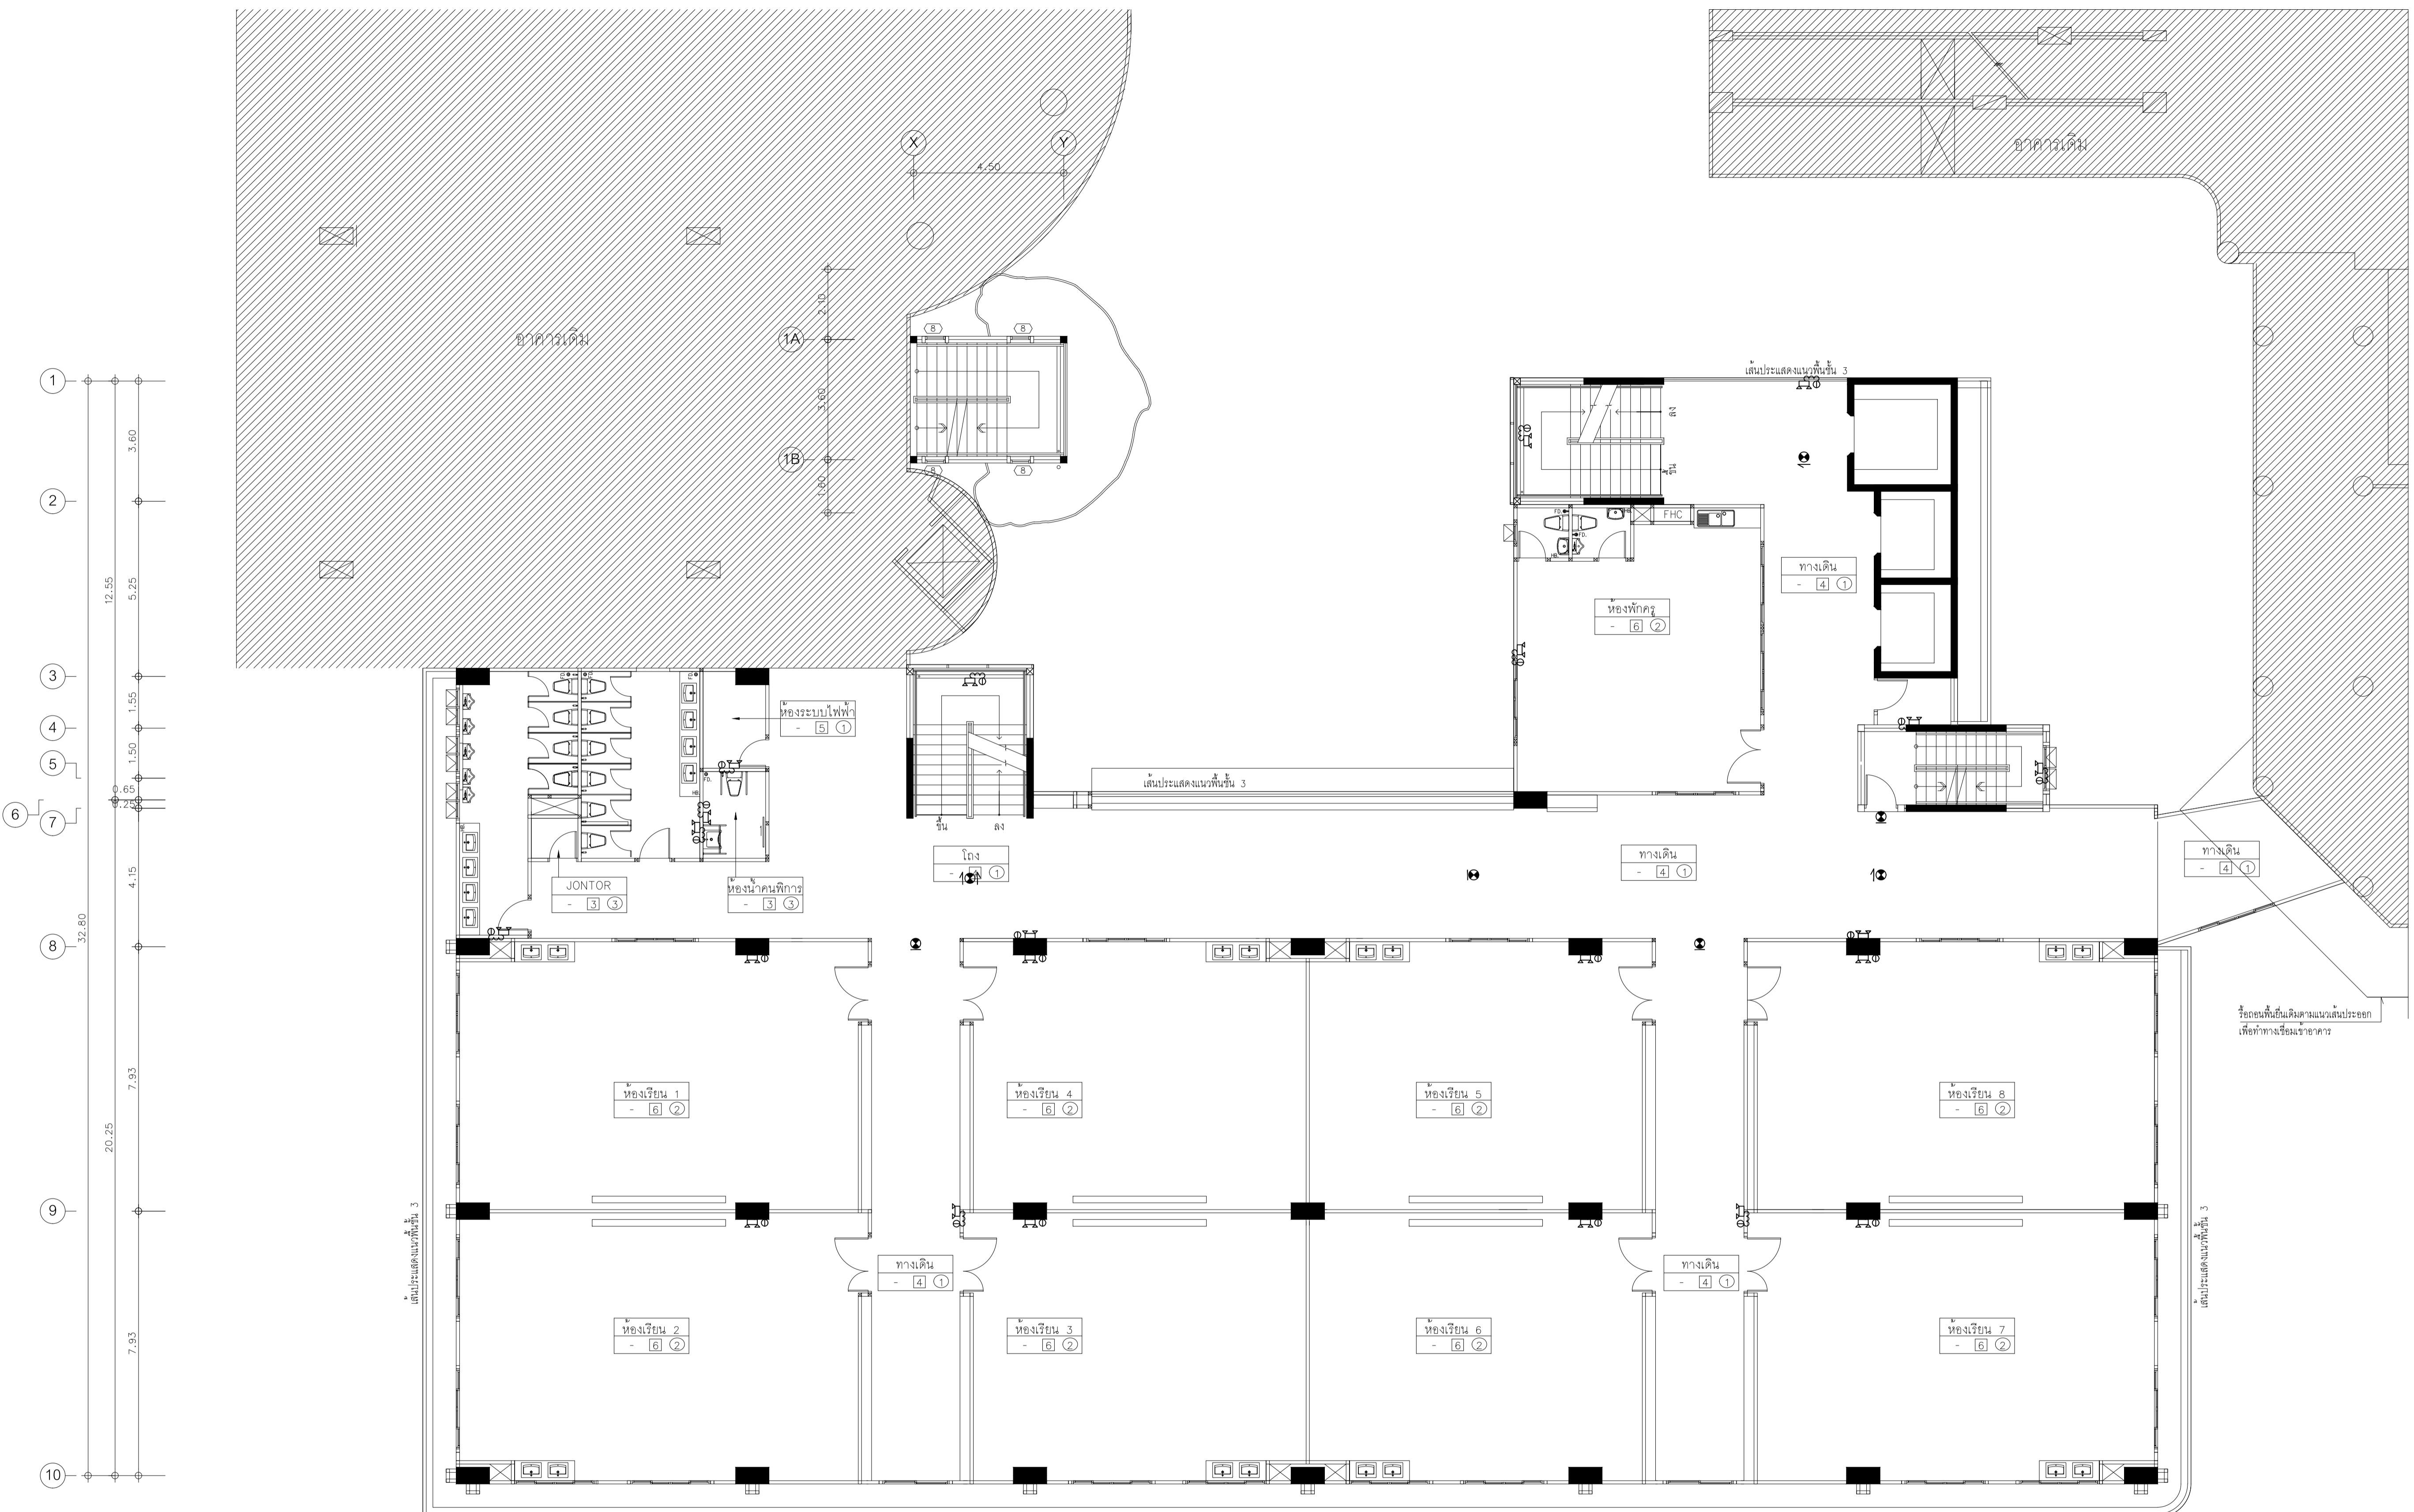 X
Y
4.50
อาคารเดิม
อาคารเดิม
2.10
1A
3.60
1B
1.60
8
8
8
8
1
2
3
4
5
6
7
8
9
10
3.60
5.25
1.55
1.50
0.65
4.15
7.93
7.93
12.55
20.25
32.80
เส้นประแสดงแนวพื้นชั้น 3
ลง
ขึ้น
FD.
HB.
FD.
HB.
FHC
ทางเดิน
- 4 1
ห้องพักครู
- 6 2
FD.
FD.
FD.
ห้องระบบไฟฟ้า
- 5 1
FD.
HB.
เส้นประแสดงแนวพื้นชั้น 3
ขึ้น
ลง
โถง
- 1
ทางเดิน
- 4 1
ทางเดิน
- 4 1
JONTOR
- 3 3
ห้องน้ำคนพิการ
- 3 3
รื้อถอนพื้นยื่นเดิมตามแนวเส้นประออก
เพื่อทำทางเชื่อมเข้าอาคาร
ห้องเรียน 1
- 6 2
ห้องเรียน 4
- 6 2
ห้องเรียน 5
- 6 2
ห้องเรียน 8
- 6 2
เส้นประแสดงแนวพื้นชั้น 3
เส้นประแสดงแนวพื้นชั้น 3
ทางเดิน
- 4 1
ทางเดิน
- 4 1
ห้องเรียน 2
- 6 2
ห้องเรียน 3
- 6 2
ห้องเรียน 6
- 6 2
ห้องเรียน 7
- 6 2